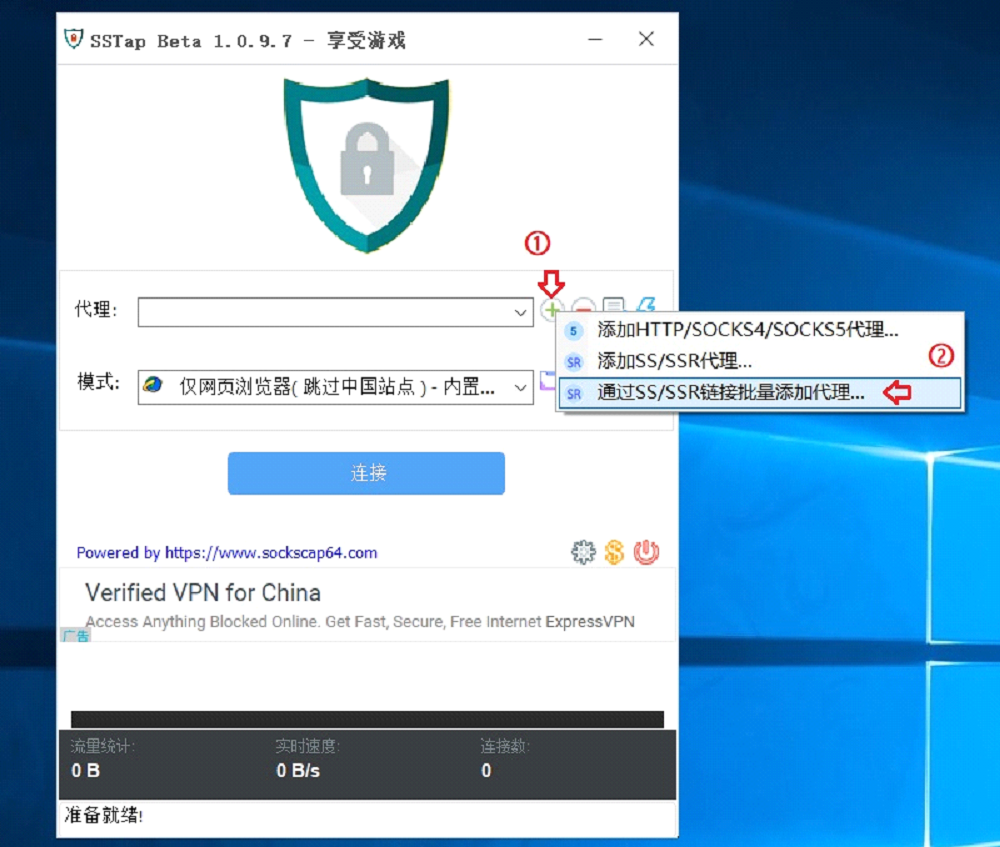 SSTap Beta 1.0.9.7 - 享受游戏
①
代理:
5 添加HTTP/SOCKS4/SOCKS5代理...
SR 添加SS/SSR代理...
②
模式: 仅网页浏览器( 跳过中国站点 ) - 内置...
SR 通过SS/SSR链接批量添加代理...
连接
Powered by https://www.sockscap64.com
Verified VPN for China
Access Anything Blocked Online. Get Fast, Secure, Free Internet ExpressVPN
广告
流量统计: 实时速度: 连接数:
0 B 0 B/s 0
准备就绪!